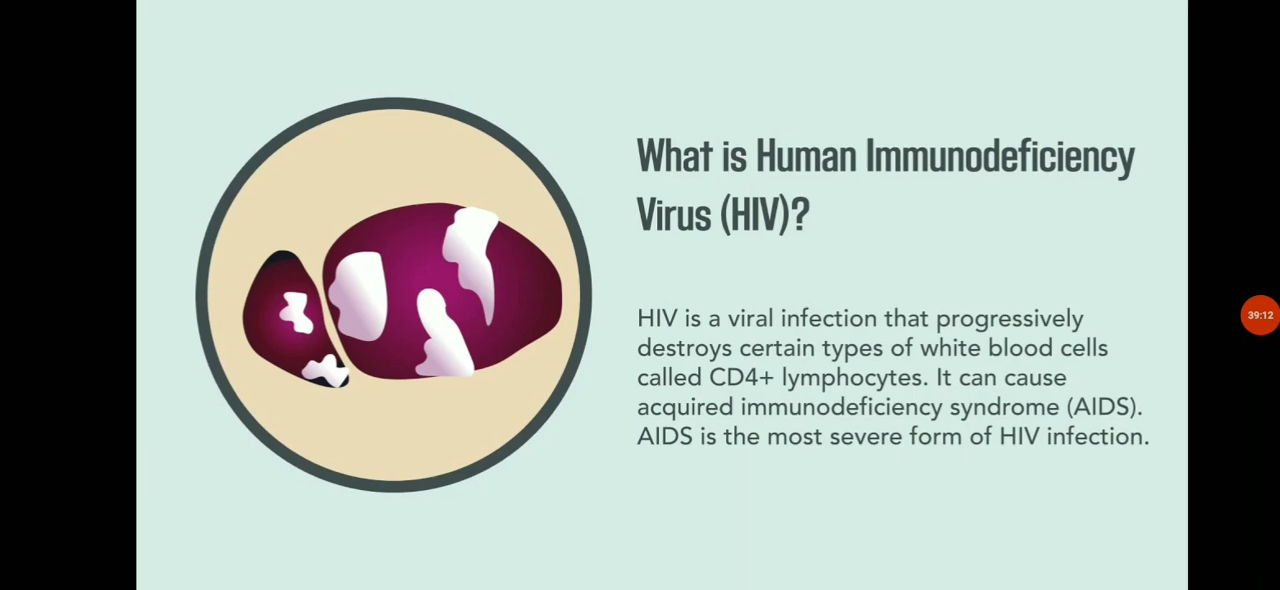 What is Human Immunodeficiency
Virus (HIV)?
HIV is a viral infection that progressively
destroys certain types of white blood cells
called CD4+ lymphocytes. It can cause
acquired immunodeficiency syndrome (AIDS).
AIDS is the most severe form of HIV infection.
39:12